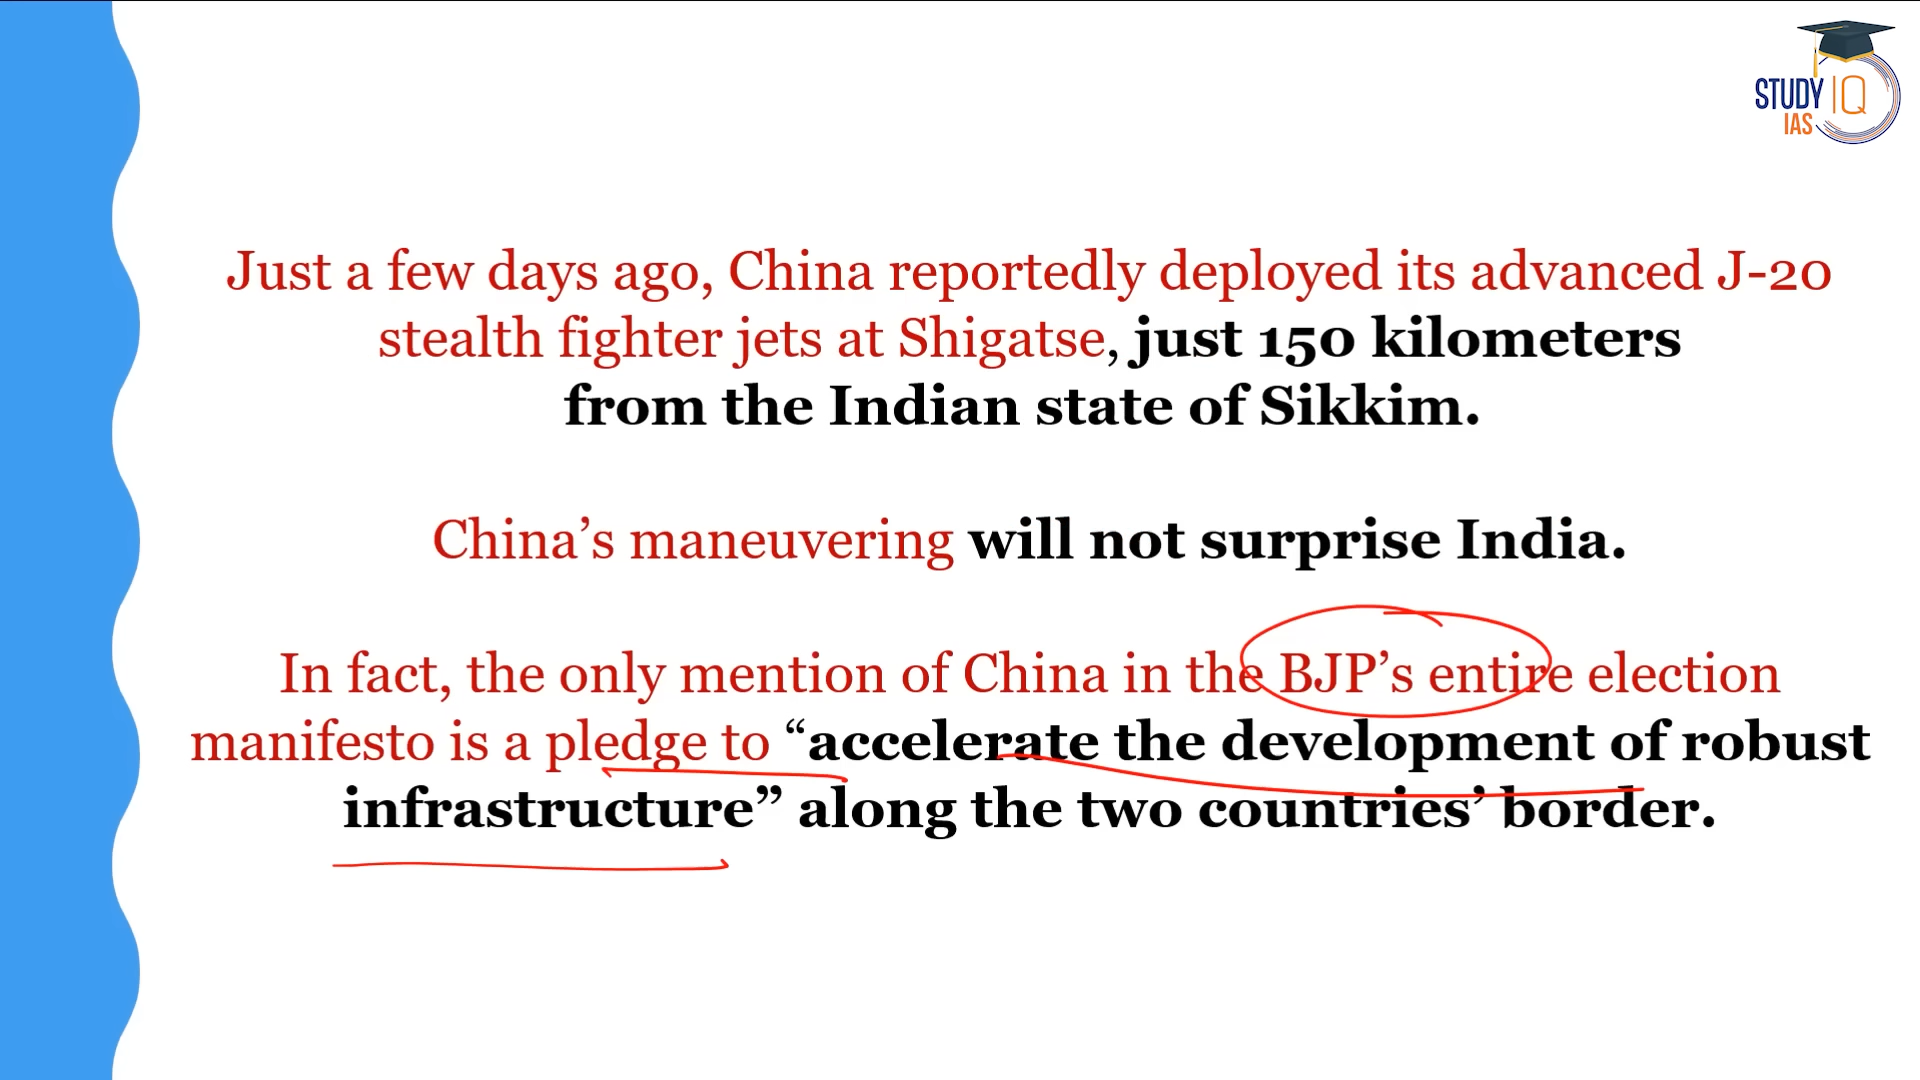 STUDY IQ
IAS
Just a few days ago, China reportedly deployed its advanced J-20
stealth fighter jets at Shigatse, just 150 kilometers
from the Indian state of Sikkim.
China’s maneuvering will not surprise India.
In fact, the only mention of China in the BJP’s entire election
manifesto is a pledge to “accelerate the development of robust
infrastructure” along the two countries’ border.